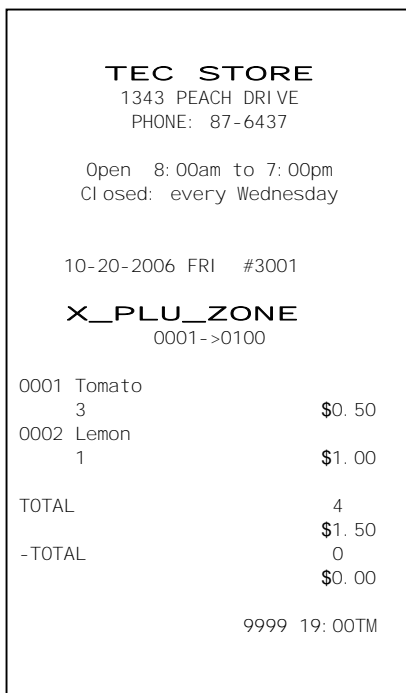 TEC STORE
1343 PEACH DRIVE
PHONE: 87-6437
Open 8:00am to 7:00pm
Closed: every Wednesday
10-20-2006 FRI #3001
X_PLU_ZONE
0001->0100
0001 Tomato
3 $0.50
0002 Lemon
1 $1.00
TOTAL 4
$1.50
-TOTAL 0
$0.00
9999 19:00TM